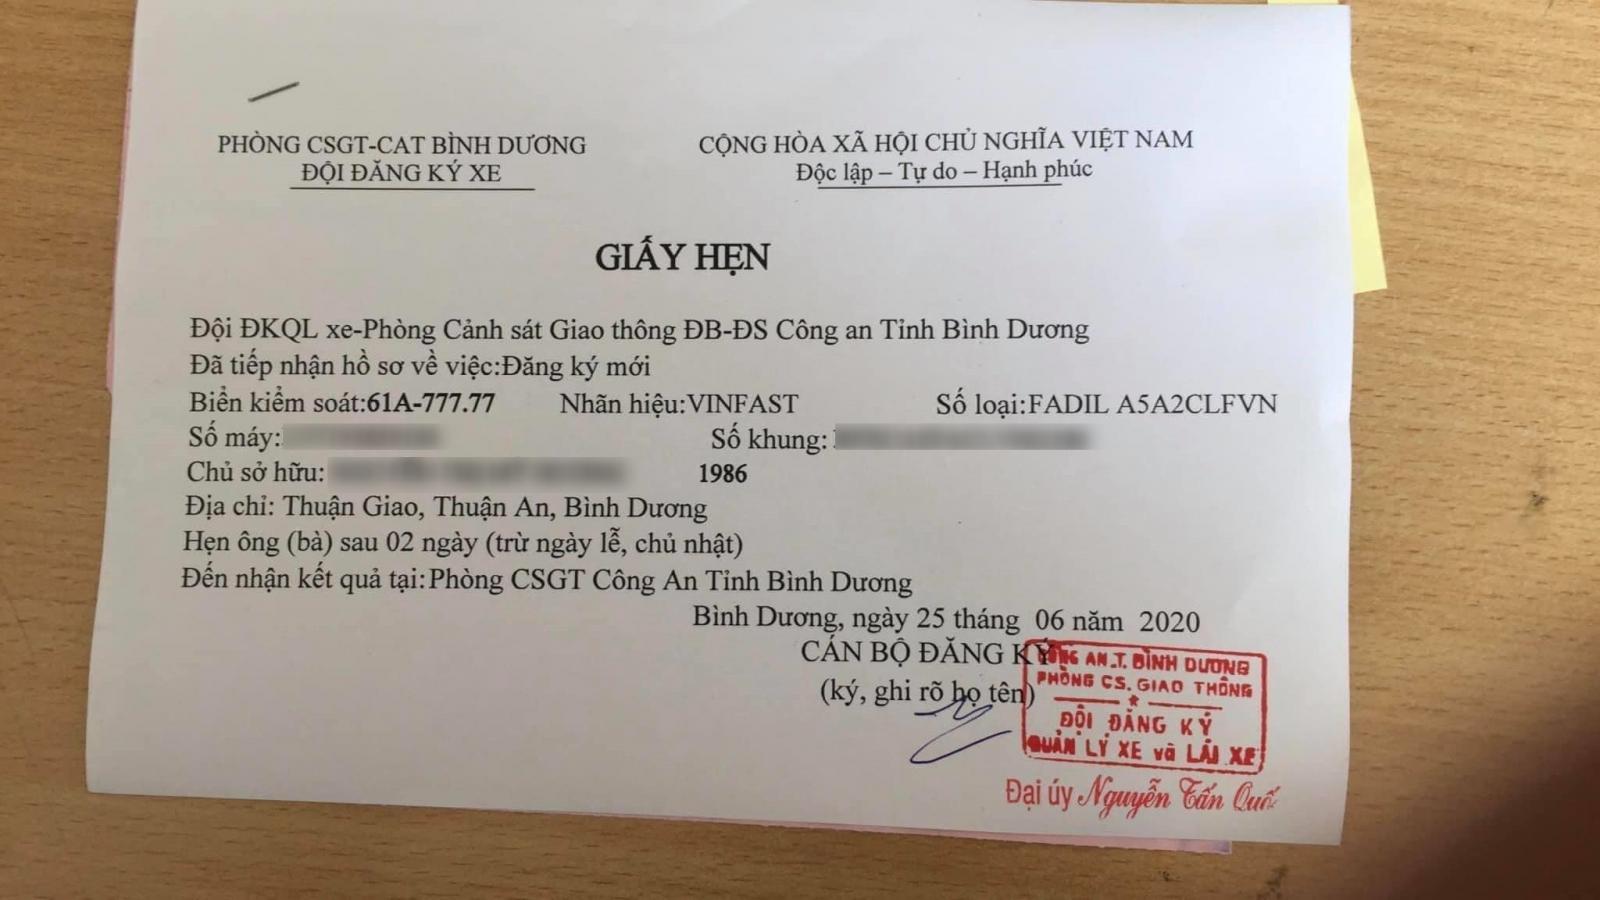 PHÒNG CSGT-CAT BÌNH DƯƠNG
ĐỘI ĐĂNG KÝ XE
CỘNG HÒA XÃ HỘI CHỦ NGHĨA VIỆT NAM
Độc lập – Tự do – Hạnh phúc
GIẤY HẸN
Đội ĐKQL xe-Phòng Cảnh sát Giao thông ĐB-ĐS Công an Tỉnh Bình Dương
Đã tiếp nhận hồ sơ về việc:Đăng ký mới
Biển kiểm soát:61A-777.77 Nhãn hiệu:VINFAST Số loại:FADIL A5A2CLFVN
Số máy: Số khung:
Chủ sở hữu: 1986
Địa chỉ: Thuận Giao, Thuận An, Bình Dương
Hẹn ông (bà) sau 02 ngày (trừ ngày lễ, chủ nhật)
Đến nhận kết quả tại:Phòng CSGT Công An Tỉnh Bình Dương
Bình Dương, ngày 25 tháng 06 năm 2020
CÁN BỘ ĐĂNG KÝ
(ký, ghi rõ họ tên)
CÔNG AN.T. BÌNH DƯƠNG
PHÒNG CS. GIAO THÔNG
ĐỘI ĐĂNG KÝ
QUẢN LÝ XE và LÁI XE
Đại úy Nguyễn Tấn